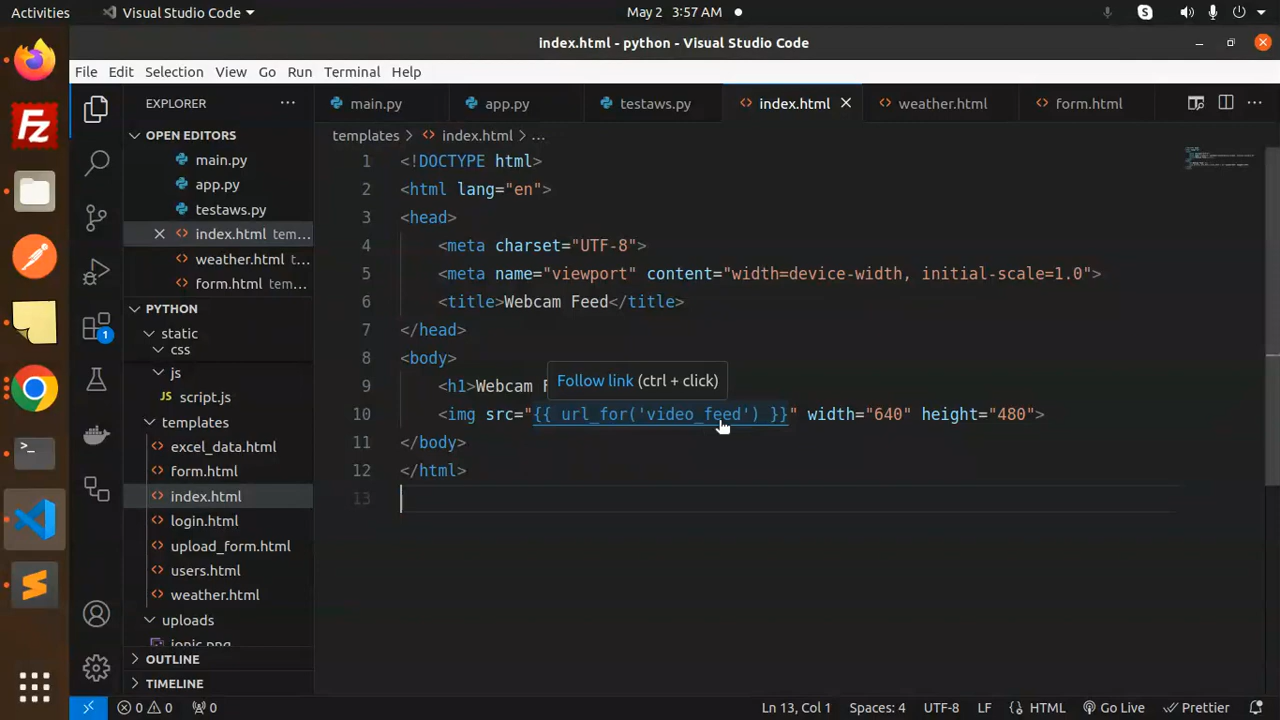 Activities
Visual Studio Code
May 2 3:57 AM
S
index.html - python - Visual Studio Code
File Edit Selection View Go Run Terminal Help
EXPLORER
OPEN EDITORS
main.py
app.py
testaws.py
index.html tem...
weather.html t...
form.html tem...
PYTHON
static
css
js
JS script.js
templates
excel_data.html
form.html
index.html
login.html
upload_form.html
users.html
weather.html
uploads
ionic.png
OUTLINE
TIMELINE
Fz
1
main.py app.py testaws.py index.html weather.html form.html
templates > index.html > ...
1 <!DOCTYPE html>
2 <html lang="en">
3 <head>
4 <meta charset="UTF-8">
5 <meta name="viewport" content="width=device-width, initial-scale=1.0">
6 <title>Webcam Feed</title>
7 </head>
8 <body>
Follow link (ctrl + click)
9 <h1>Webcam F
10 <img src="{{ url_for('video_feed') }}" width="640" height="480">
11 </body>
12 </html>
13
0 0 0 Ln 13, Col 1 Spaces: 4 UTF-8 LF HTML Go Live Prettier